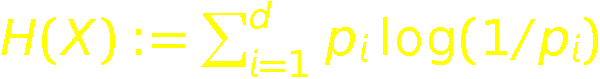 H(X) := ∑_{i=1}^{d} p_i log(1/p_i)